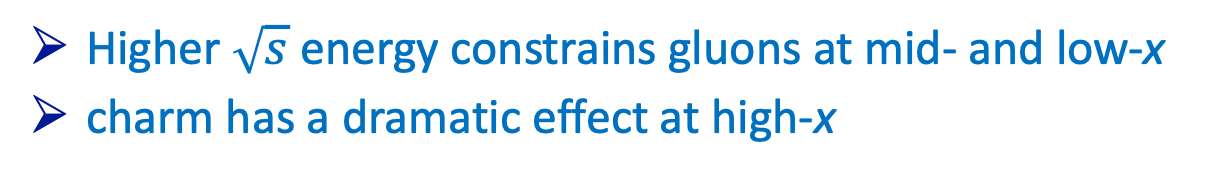 ➢ Higher √s energy constrains gluons at mid- and low-x
➢ charm has a dramatic effect at high-x